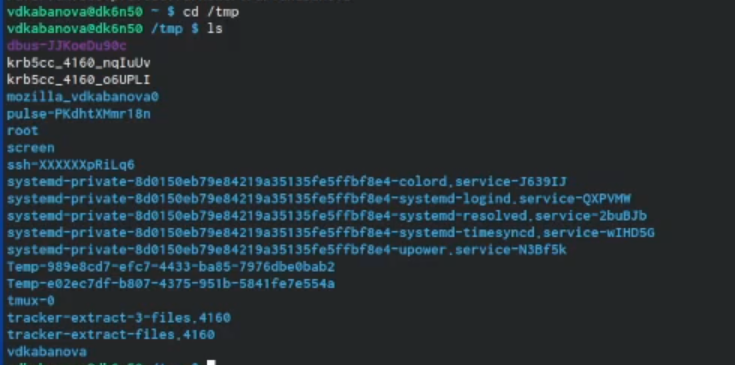 vdkabanova@dk6n50 ~ $ cd /tmp
vdkabanova@dk6n50 /tmp $ ls
dbus-JJKoeDu90c
krb5cc_4160_nqIuUv
krb5cc_4160_o6UPLI
mozilla_vdkabanova0
pulse-PKdhtXMmr18n
root
screen
ssh-XXXXXXpRiLq6
systemd-private-8d0150eb79e84219a35135fe5ffbf8e4-colord.service-J639IJ
systemd-private-8d0150eb79e84219a35135fe5ffbf8e4-systemd-logind.service-QXPVMW
systemd-private-8d0150eb79e84219a35135fe5ffbf8e4-systemd-resolved.service-2buBJb
systemd-private-8d0150eb79e84219a35135fe5ffbf8e4-systemd-timesyncd.service-wIHD5G
systemd-private-8d0150eb79e84219a35135fe5ffbf8e4-upower.service-N3Bf5k
Temp-989e8cd7-efc7-4433-ba85-7976dbe0bab2
Temp-e02ec7df-b807-4375-951b-5841fe7e554a
tmux-0
tracker-extract-3-files.4160
tracker-extract-files.4160
vdkabanova